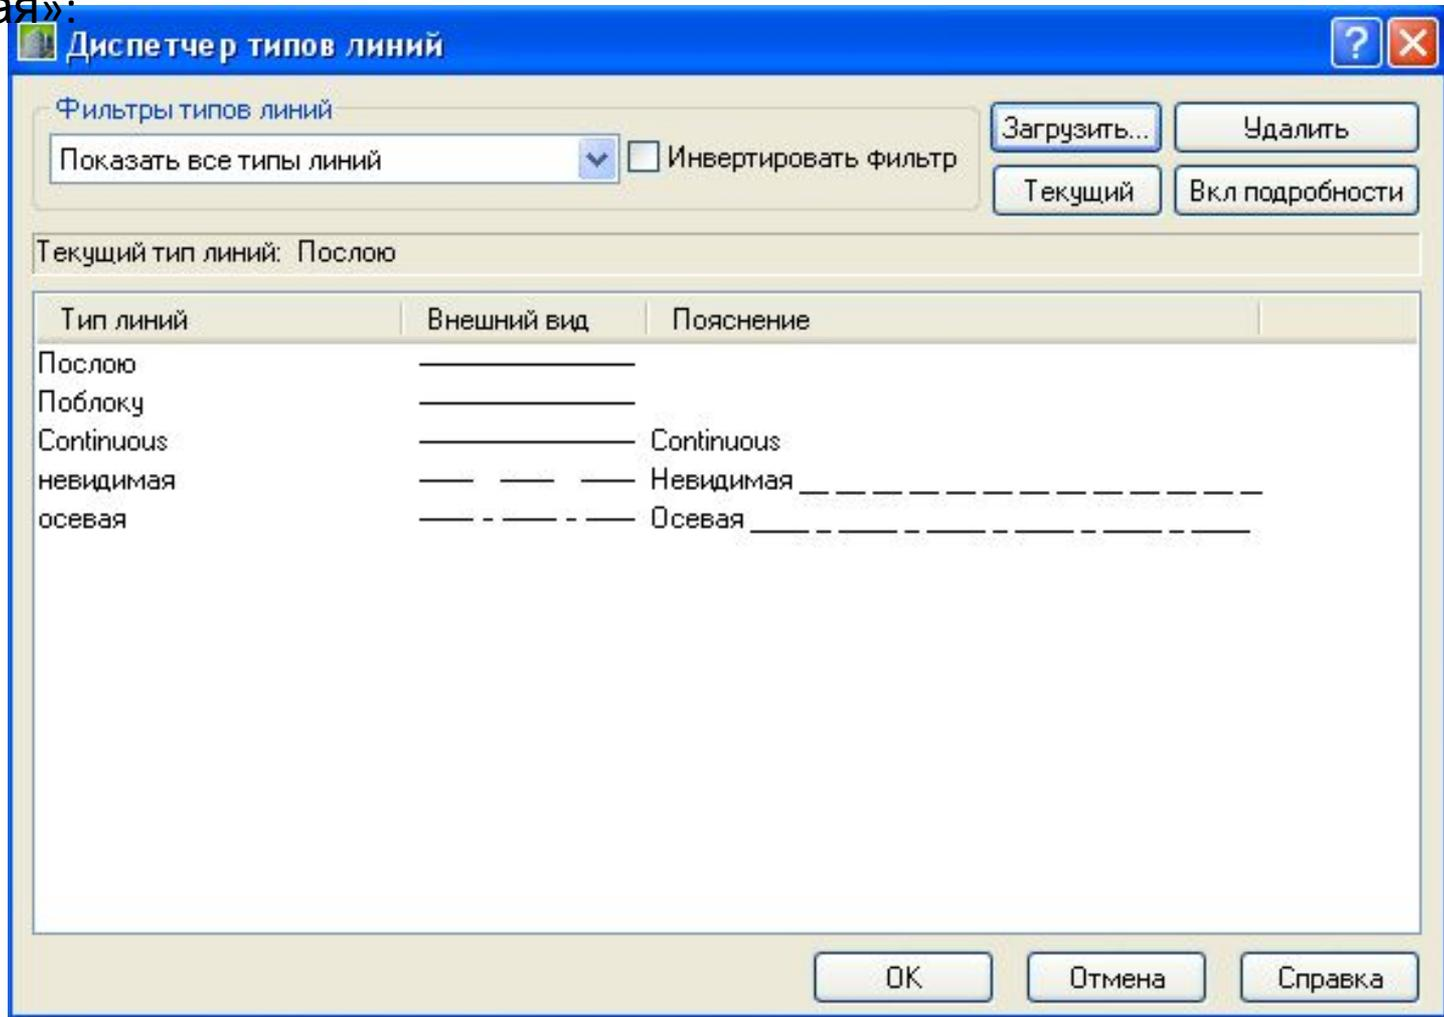 ая»:
Диспетчер типов линий
Фильтры типов линий
Показать все типы линий
Инвертировать фильтр
Загрузить...
Удалить
Текущий
Вкл подробности
Текущий тип линий: Послою
Тип линий Внешний вид Пояснение
Послою
Поблоку
Continuous Continuous
невидимая Невидимая
осевая Осевая
OK Отмена Справка